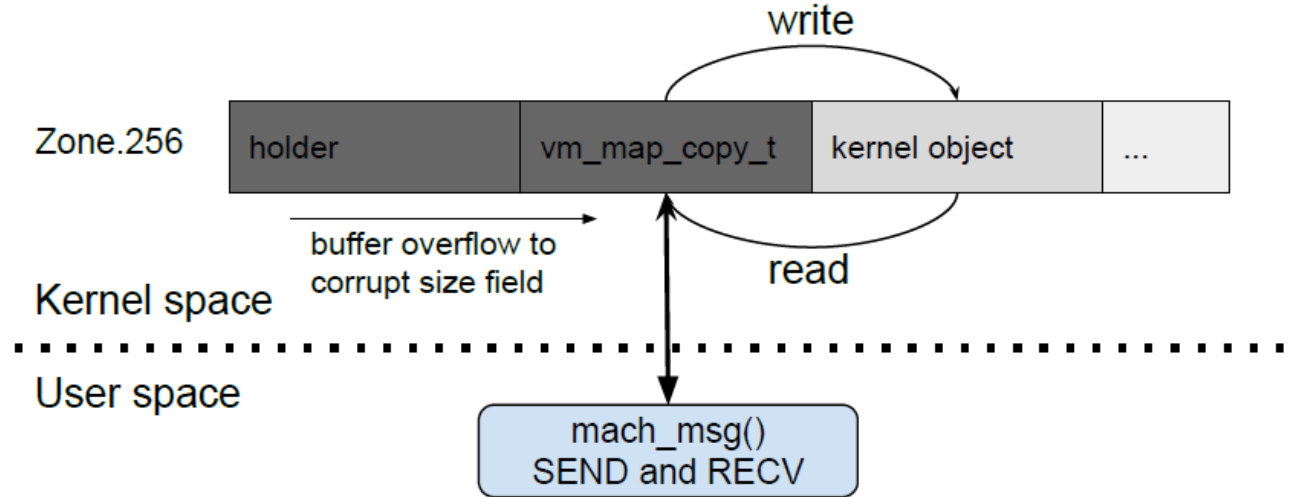 write
Zone.256
holder
vm_map_copy_t
kernel object
...
buffer overflow to
corrupt size field
read
Kernel space
User space
mach_msg()
SEND and RECV